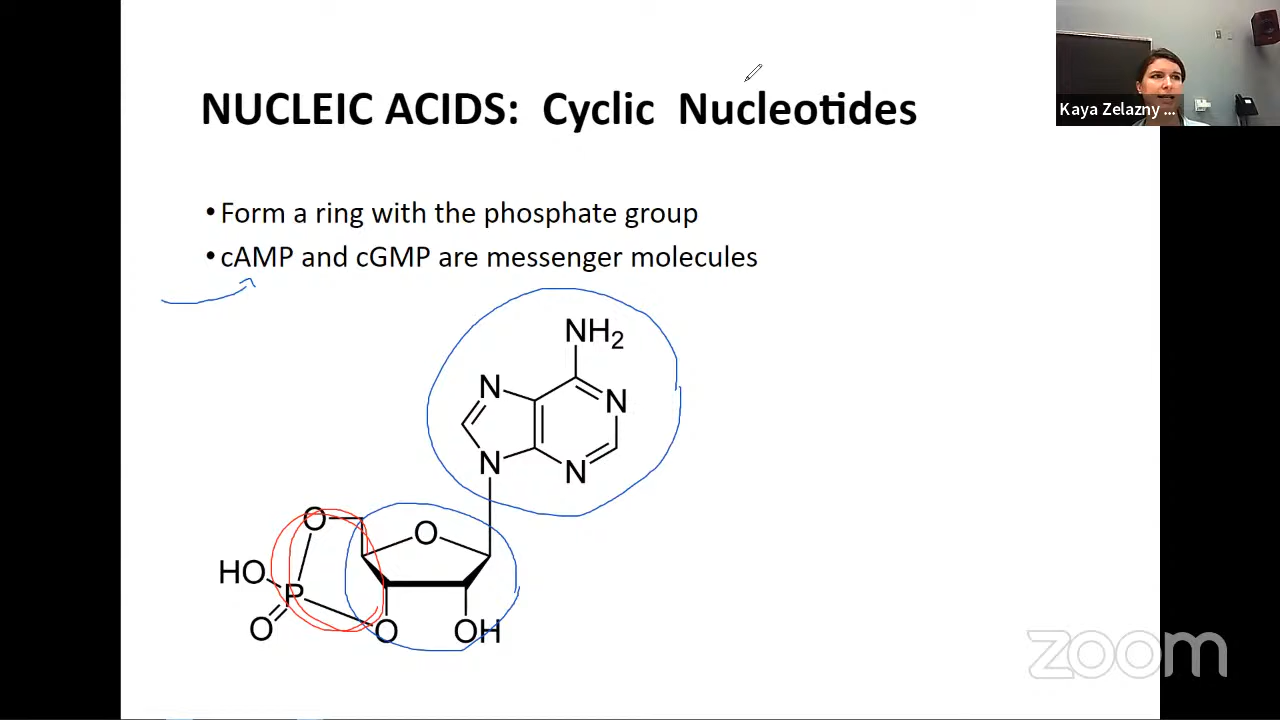 NUCLEIC ACIDS: Cyclic Nucleotides
Kaya Zelazny ...
•Form a ring with the phosphate group
•cAMP and cGMP are messenger molecules
NH2
N
N
N
N
O
O
HO
P
O
O
OH
zoom